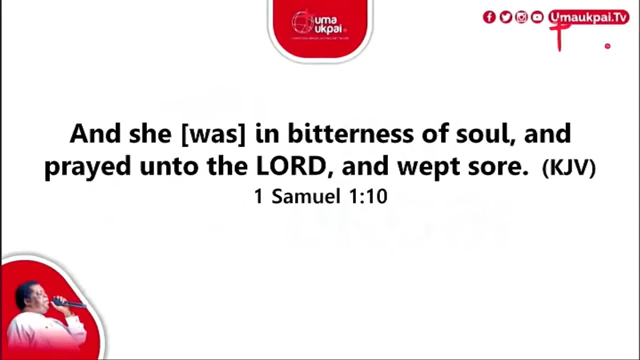 uma
ukpai
Umaukpai.Tv
And she [was] in bitterness of soul, and
prayed unto the LORD, and wept sore. (KJV)
1 Samuel 1:10